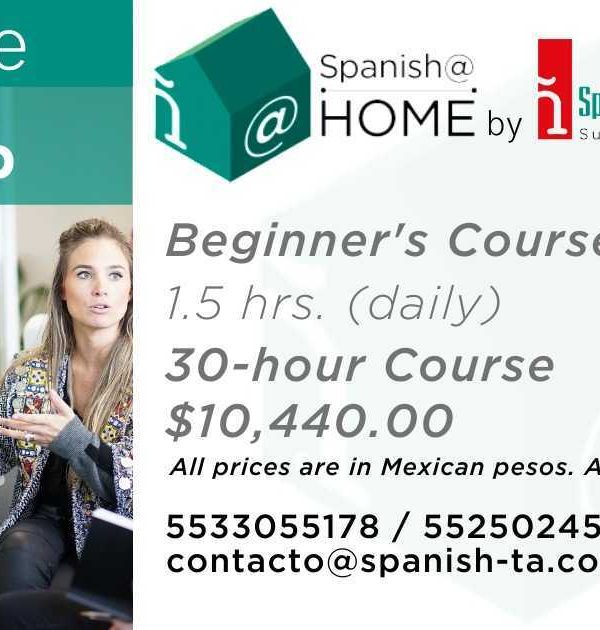 Spanish@
HOME by
@
ñ
Beginner's Course
1.5 hrs. (daily)
30-hour Course
$10,440.00
All prices are in Mexican pesos.
5533055178 /